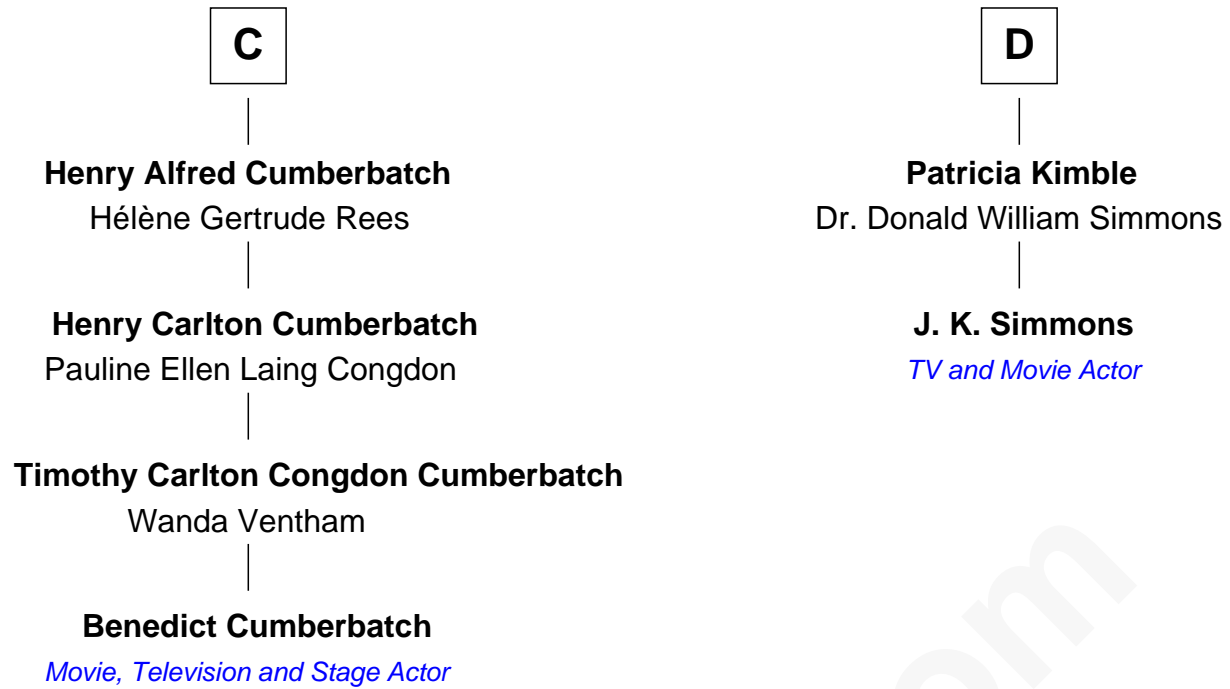 C
Henry Alfred Cumberbatch
Hélène Gertrude Rees
Henry Carlton Cumberbatch
Pauline Ellen Laing Congdon
Timothy Carlton Congdon Cumberbatch
Wanda Ventham
Benedict Cumberbatch
Movie, Television and Stage Actor
D
Patricia Kimble
Dr. Donald William Simmons
J. K. Simmons
TV and Movie Actor
om